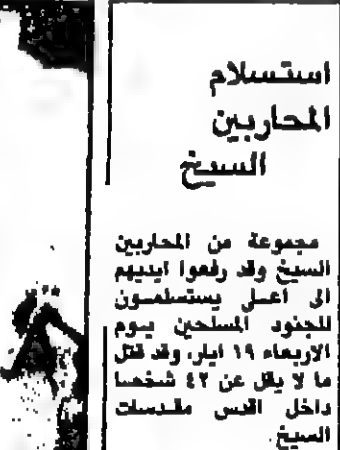 استسلام
المحاربين
السيخ
مجموعة من المحاربين
السيخ وقد رفعوا ايديهم
الى اعلى يستسلمون
للجنود المسلحين يوم
الاربعاء ١٩ ايار، وقد قتل
ما لا يقل عن ٤٢ شخصا
داخل اقدس مقدسات
السيخ.